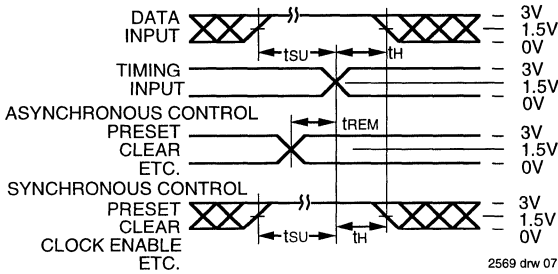 DATA
INPUT
3V
1.5V
0V
tSU
tH
TIMING
INPUT
3V
1.5V
0V
ASYNCHRONOUS CONTROL
PRESET
CLEAR
ETC.
tREM
3V
1.5V
0V
SYNCHRONOUS CONTROL
PRESET
CLEAR
CLOCK ENABLE
ETC.
tSU
tH
3V
1.5V
0V
2569 drw 07